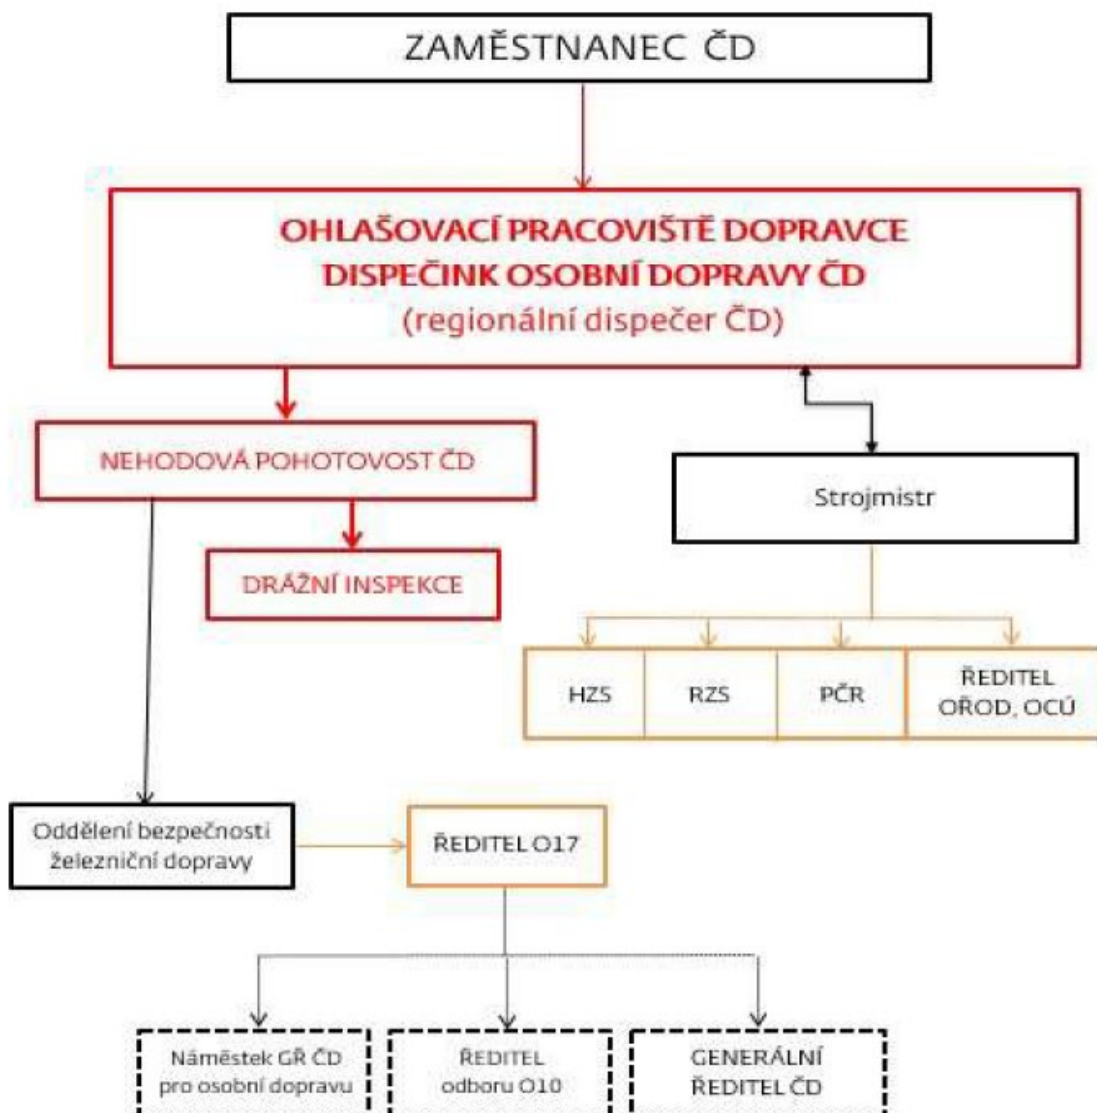 ZAMĚSTNANEC ČD
OHLAŠOVACÍ PRACOVIŠTĚ DOPRAVCE
DISPEČINK OSOBNÍ DOPRAVY ČD
(regionální dispečer ČD)
NEHODOVÁ POHOTOVOST ČD
Strojmistr
DRÁŽNÍ INSPEKCE
HZS
RZS
PČR
ŘEDITEL
OŘOD, OCÚ
Oddělení bezpečnosti
železniční dopravy
ŘEDITEL O17
Náměstek GŘ ČD
pro osobní dopravu
ŘEDITEL
odboru O10
GENERÁLNÍ
ŘEDITEL ČD